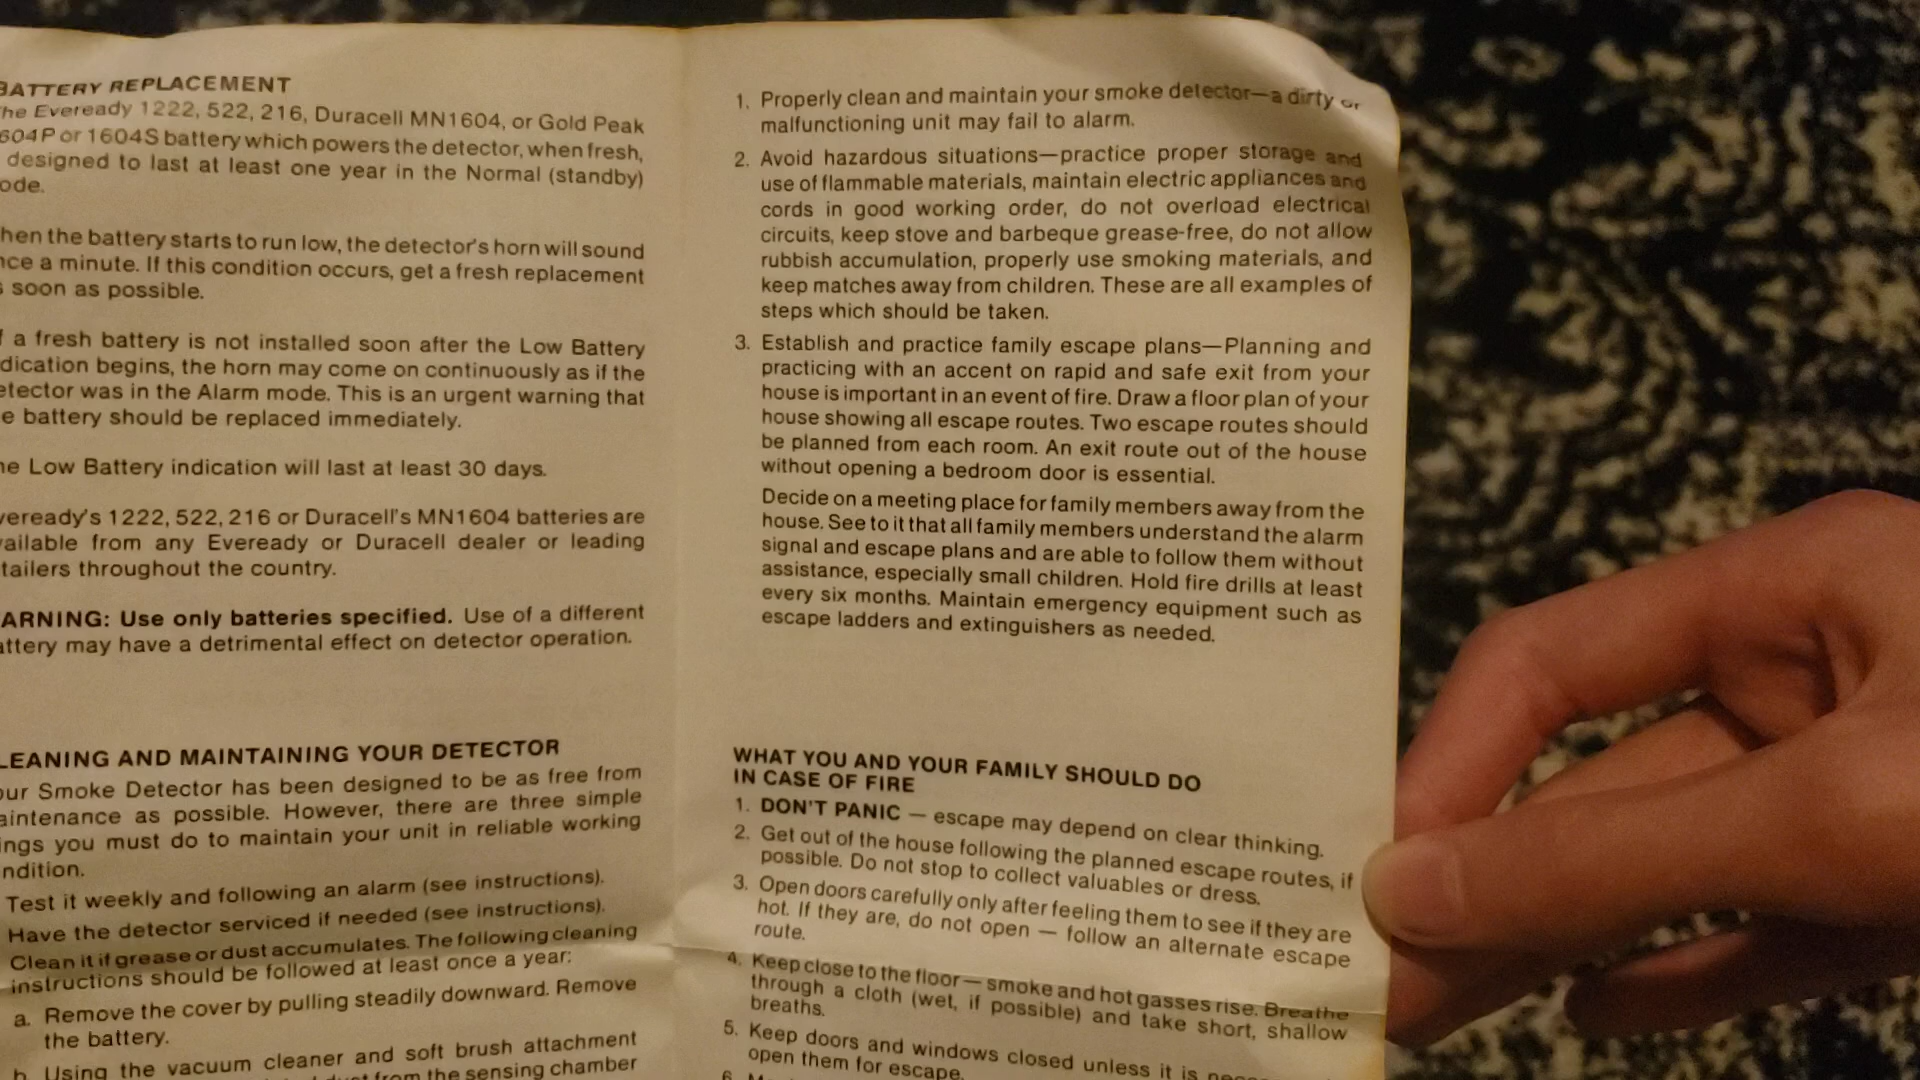 BATTERY REPLACEMENT
he Eveready 1222, 522, 216, Duracell MN1604, or Gold Peak
604P or 1604S battery which powers the detector, when fresh,
designed to last at least one year in the Normal (standby)
ode.
hen the battery starts to run low, the detector's horn will sound
nce a minute. If this condition occurs, get a fresh replacement
s soon as possible.
f a fresh battery is not installed soon after the Low Battery
dication begins, the horn may come on continuously as if the
etector was in the Alarm mode. This is an urgent warning that
e battery should be replaced immediately.
he Low Battery indication will last at least 30 days.
veready's 1222, 522, 216 or Duracell's MN1604 batteries are
vailable from any Eveready or Duracell dealer or leading
tailers throughout the country.
ARNING: Use only batteries specified. Use of a different
attery may have a detrimental effect on detector operation.
LEANING AND MAINTAINING YOUR DETECTOR
our Smoke Detector has been designed to be as free from
aintenance as possible. However, there are three simple
ings you must do to maintain your unit in reliable working
ndition.
Test it weekly and following an alarm (see instructions).
Have the detector serviced if needed (see instructions).
Clean it if grease or dust accumulates. The following cleaning
instructions should be followed at least once a year:
a. Remove the cover by pulling steadily downward. Remove
the battery.
b. Using the vacuum cleaner and soft brush attachment
dust from the sensing chamber
1. Properly clean and maintain your smoke detector—a dirty or
malfunctioning unit may fail to alarm.
2. Avoid hazardous situations—practice proper storage and
use of flammable materials, maintain electric appliances and
cords in good working order, do not overload electrical
circuits, keep stove and barbeque grease-free, do not allow
rubbish accumulation, properly use smoking materials, and
keep matches away from children. These are all examples of
steps which should be taken.
3. Establish and practice family escape plans—Planning and
practicing with an accent on rapid and safe exit from your
house is important in an event of fire. Draw a floor plan of your
house showing all escape routes. Two escape routes should
be planned from each room. An exit route out of the house
without opening a bedroom door is essential.
Decide on a meeting place for family members away from the
house. See to it that all family members understand the alarm
signal and escape plans and are able to follow them without
assistance, especially small children. Hold fire drills at least
every six months. Maintain emergency equipment such as
escape ladders and extinguishers as needed.
WHAT YOU AND YOUR FAMILY SHOULD DO
IN CASE OF FIRE
1. DON'T PANIC — escape may depend on clear thinking.
2. Get out of the house following the planned escape routes, if
possible. Do not stop to collect valuables or dress.
3. Open doors carefully only after feeling them to see if they are
hot. If they are, do not open — follow an alternate escape
route.
4. Keep close to the floor — smoke and hot gasses rise. Breathe
through a cloth (wet, if possible) and take short, shallow
breaths.
5. Keep doors and windows closed unless it is
open them for escape.
6.